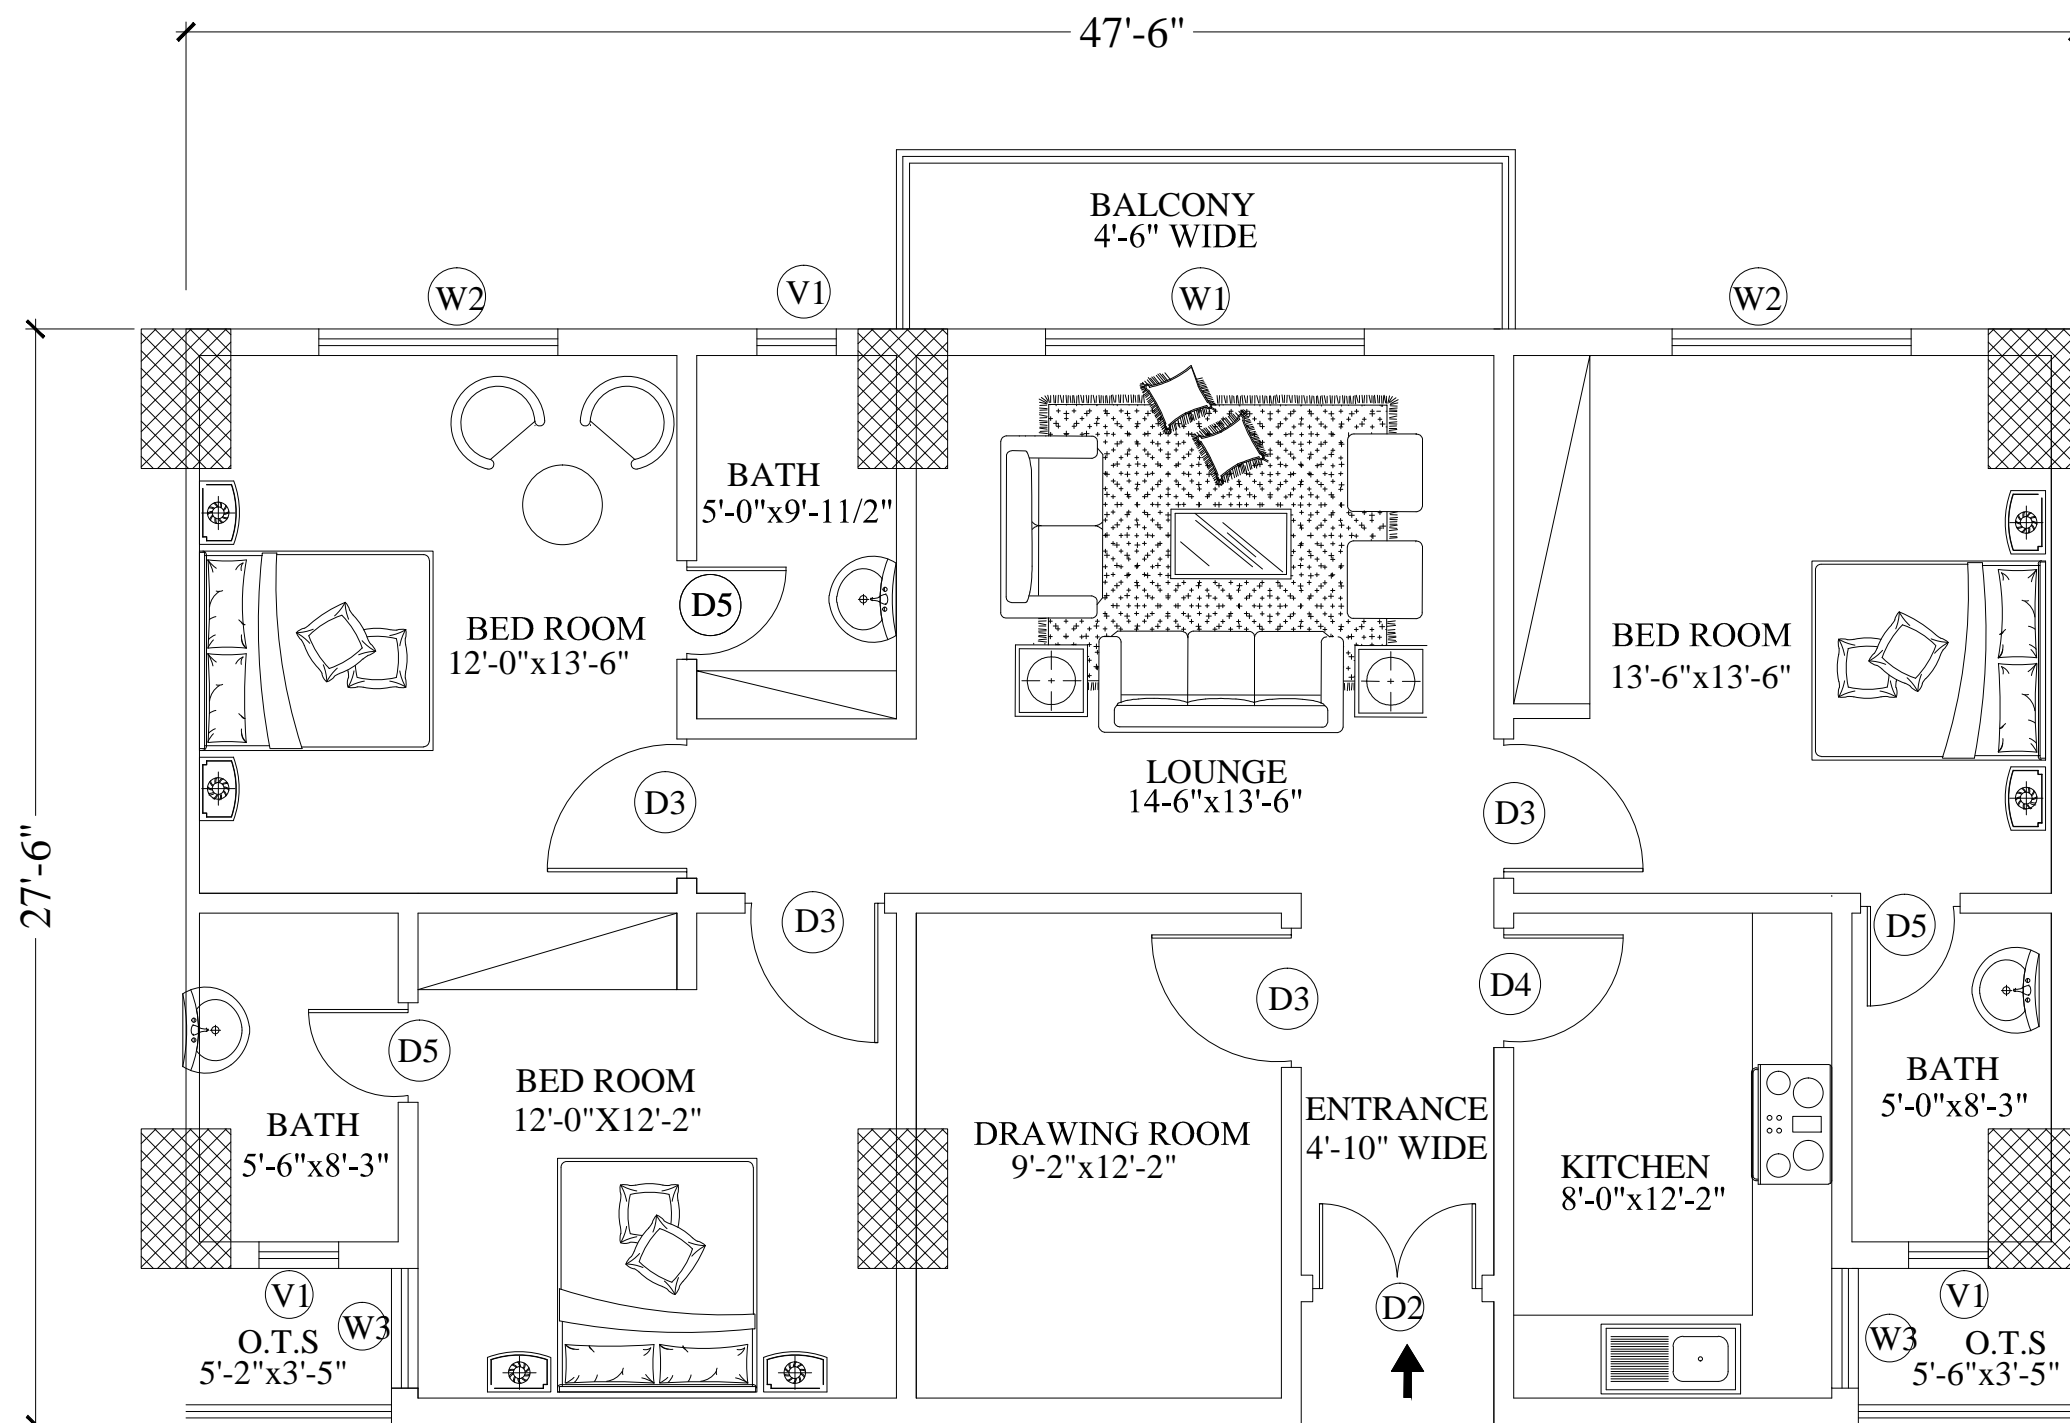 47'-6"
BALCONY
4'-6" WIDE
W2
V1
W1
W2
BATH
5'-0"x9'-11/2"
D5
BED ROOM
12'-0"x13'-6"
BED ROOM
13'-6"x13'-6"
LOUNGE
14-6"x13'-6"
D3
D3
27'-6"
D3
D5
D3
D4
D5
BED ROOM
12'-0"X12'-2"
BATH
5'-6"x8'-3"
DRAWING ROOM
9'-2"x12'-2"
ENTRANCE
4'-10" WIDE
KITCHEN
8'-0"x12'-2"
BATH
5'-0"x8'-3"
V1
W3
O.T.S
5'-2"x3'-5"
D2
V1
W3
O.T.S
5'-6"x3'-5"